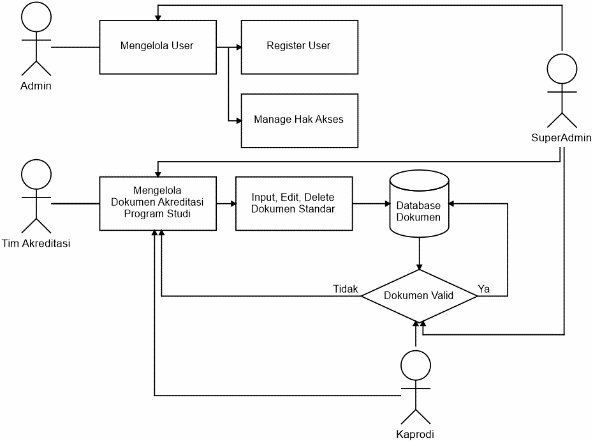 Mengelola User
Register User
Admin
Manage Hak Akses
SuperAdmin
Mengelola
Dokumen Akreditasi
Program Studi
Input, Edit, Delete
Dokumen Standar
Database
Dokumen
Tim Akreditasi
Tidak
Dokumen Valid
Ya
Kaprodi